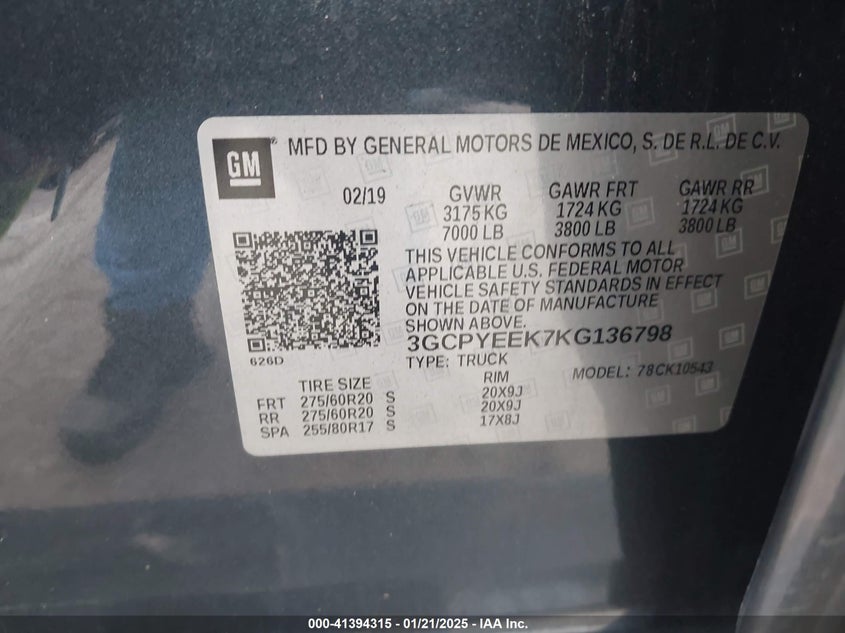 GM ® MFD BY GENERAL MOTORS DE MEXICO, S. DE R.L. DE C.V.
02/19 GVWR GAWR FRT GAWR RR
3175 KG 1724 KG 1724 KG
7000 LB 3800 LB 3800 LB
THIS VEHICLE CONFORMS TO ALL
APPLICABLE U.S. FEDERAL MOTOR
VEHICLE SAFETY STANDARDS IN EFFECT
ON THE DATE OF MANUFACTURE
SHOWN ABOVE.
3GCPYEEK7KG136798
626D
TYPE: TRUCK MODEL: 78CK10543
TIRE SIZE RIM
FRT 275/60R20 S 20X9J
RR 275/60R20 S 20X9J
SPA 255/80R17 S 17X8J
000-41394315 - 01/21/2025 - IAA Inc.